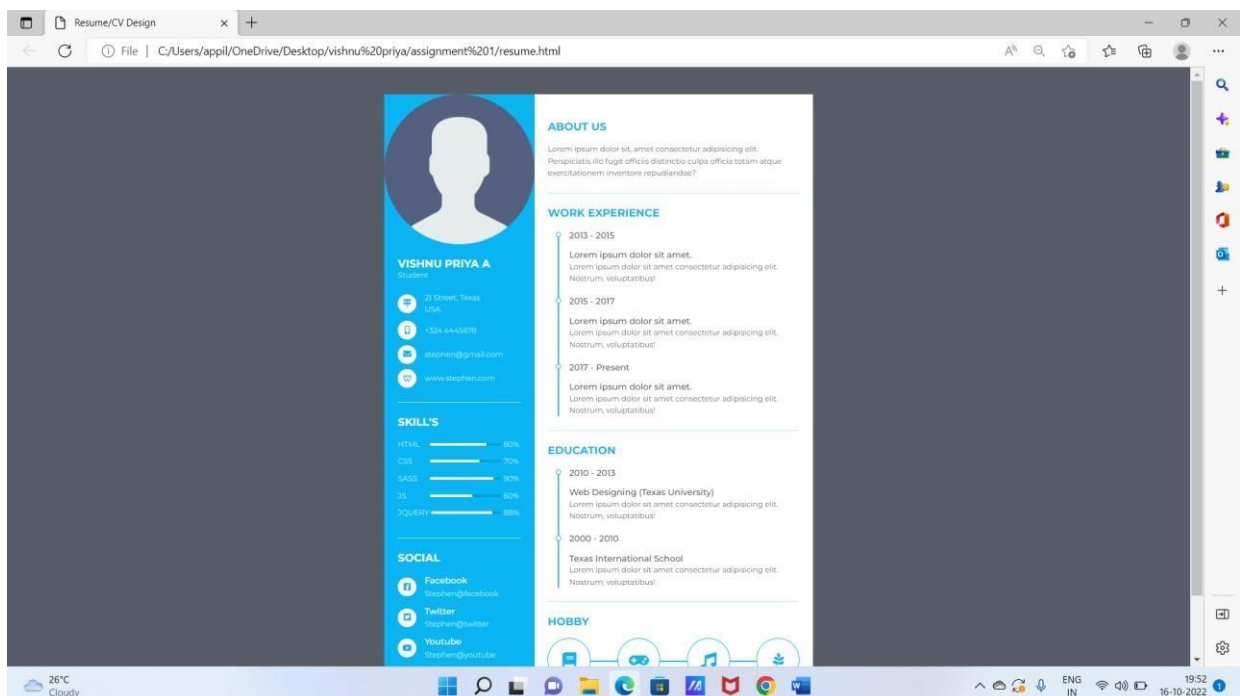 Resume/CV Design
File | C:/Users/appil/OneDrive/Desktop/vishnu%20priya/assignment%201/resume.html
VISHNU PRIYA A
Student
21 Street, Texas
USA
+324 4445678
stephen@gmail.com
www.stephen.com
SKILL'S
HTML 80%
CSS 70%
SASS 90%
JS 60%
JQUERY 88%
SOCIAL
Facebook
Stephen@facebook
Twitter
Stephen@twitter
Youtube
Stephen@youtube
ABOUT US
Lorem ipsum dolor sit, amet consectetur adipisicing elit.
Perspiciatis illo fugit officiis distinctio culpa officia totam atque
exercitationem inventore repudiandae?
WORK EXPERIENCE
2013 - 2015
Lorem ipsum dolor sit amet.
Lorem ipsum dolor sit amet consectetur adipisicing elit.
Nostrum, voluptatibus!
2015 - 2017
Lorem ipsum dolor sit amet.
Lorem ipsum dolor sit amet consectetur adipisicing elit.
Nostrum, voluptatibus!
2017 - Present
Lorem ipsum dolor sit amet.
Lorem ipsum dolor sit amet consectetur adipisicing elit.
Nostrum, voluptatibus!
EDUCATION
2010 - 2013
Web Designing (Texas University)
Lorem ipsum dolor sit amet consectetur adipisicing elit.
Nostrum, voluptatibus!
2000 - 2010
Texas International School
Lorem ipsum dolor sit amet consectetur adipisicing elit.
Nostrum, voluptatibus!
HOBBY
26°C
Cloudy
ENG
IN
19:52
16-10-2022
1